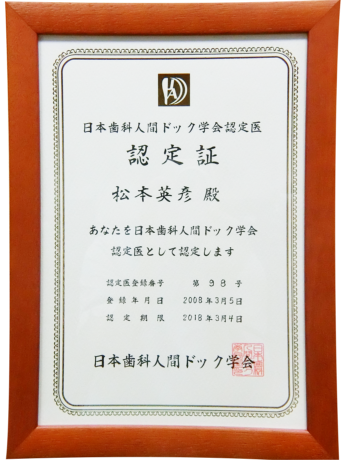 日本歯科人間ドック学会認定医
認定証
松本英彦 殿
あなたを日本歯科人間ドック学会
認定医として認定します
認定医登録番号 第98号
登録年月日 2008年3月5日
認定期限 2018年3月4日
日本歯科人間ドック学会